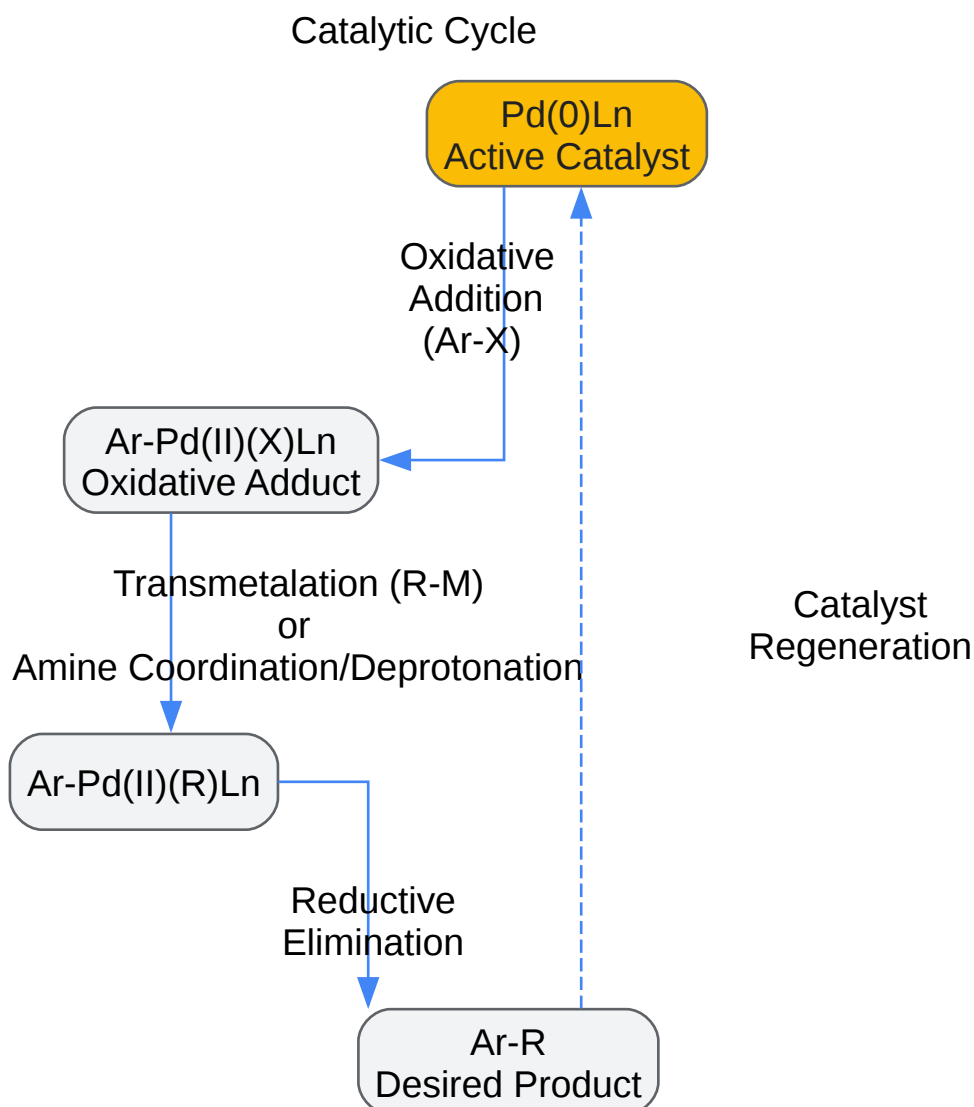 Catalytic Cycle
Pd(0)Ln
Active Catalyst
Oxidative
Addition
(Ar-X)
Ar-Pd(II)(X)Ln
Oxidative Adduct
Transmetalation (R-M)
or
Amine Coordination/Deprotonation
Catalyst
Regeneration
Ar-Pd(II)(R)Ln
Reductive
Elimination
Ar-R
Desired Product